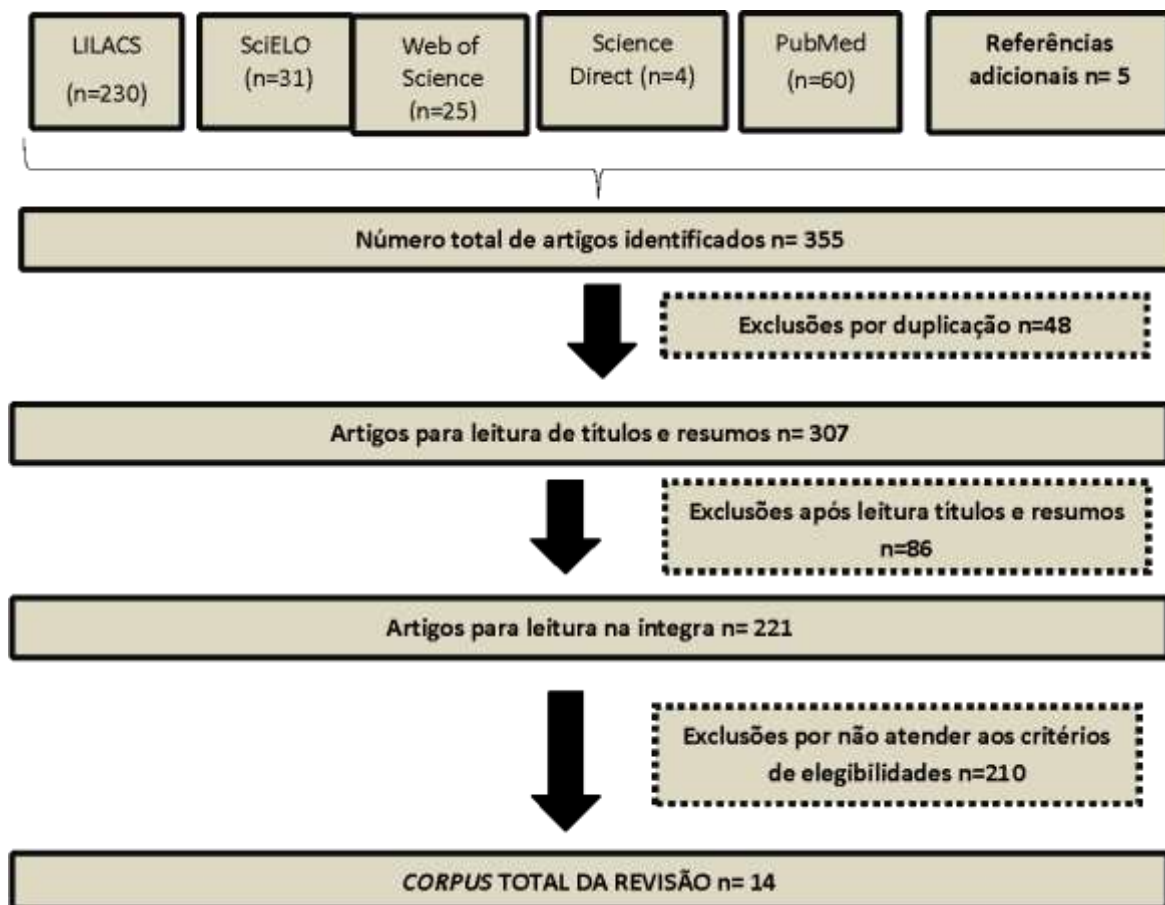 LILACS
(n=230)
SciELO
(n=31)
Web of
Science
(n=25)
Science
Direct (n=4)
PubMed
(n=60)
Referências
adicionais n= 5
Número total de artigos identificados n= 355
Exclusões por duplicação n=48
Artigos para leitura de títulos e resumos n= 307
Exclusões após leitura títulos e resumos
n=86
Artigos para leitura na integra n= 221
Exclusões por não atender aos critérios
de elegibilidades n=210
CORPUS TOTAL DA REVISÃO n= 14